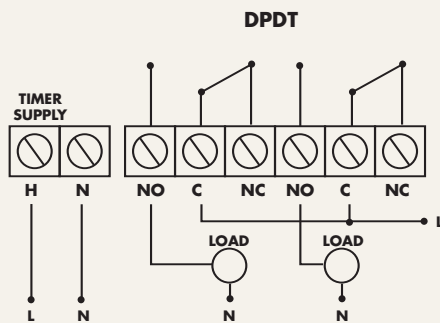 DPDT
TIMER
SUPPLY
H N NO C NC NO C NC
L
LOAD LOAD
L N N N